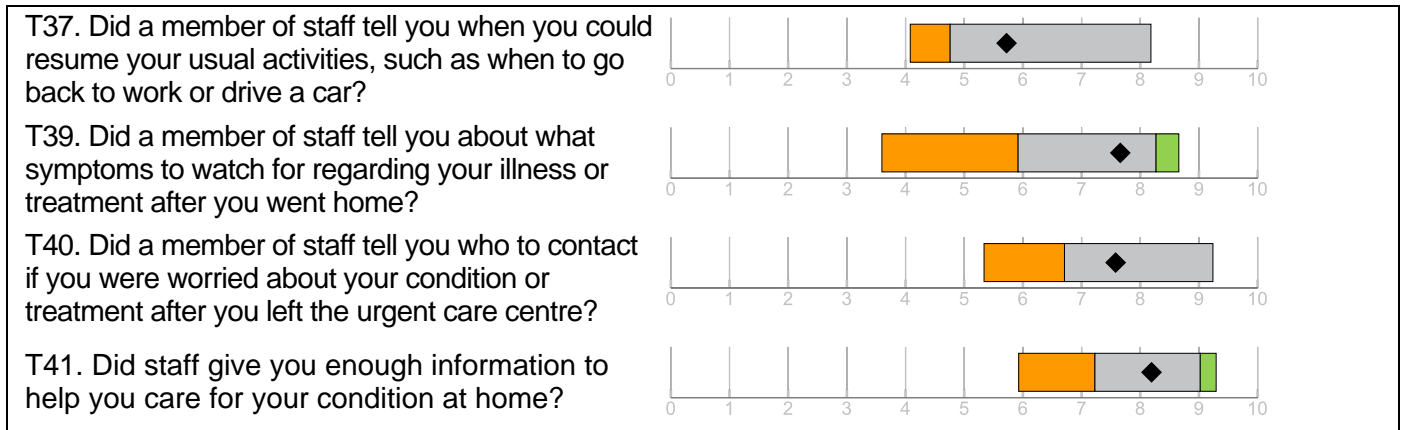 T37. Did a member of staff tell you when you could
resume your usual activities, such as when to go
back to work or drive a car?
0 1 2 3 4 5 6 7 8 9 10
T39. Did a member of staff tell you about what
symptoms to watch for regarding your illness or
treatment after you went home?
0 1 2 3 4 5 6 7 8 9 10
T40. Did a member of staff tell you who to contact
if you were worried about your condition or
treatment after you left the urgent care centre?
0 1 2 3 4 5 6 7 8 9 10
T41. Did staff give you enough information to
help you care for your condition at home?
0 1 2 3 4 5 6 7 8 9 10